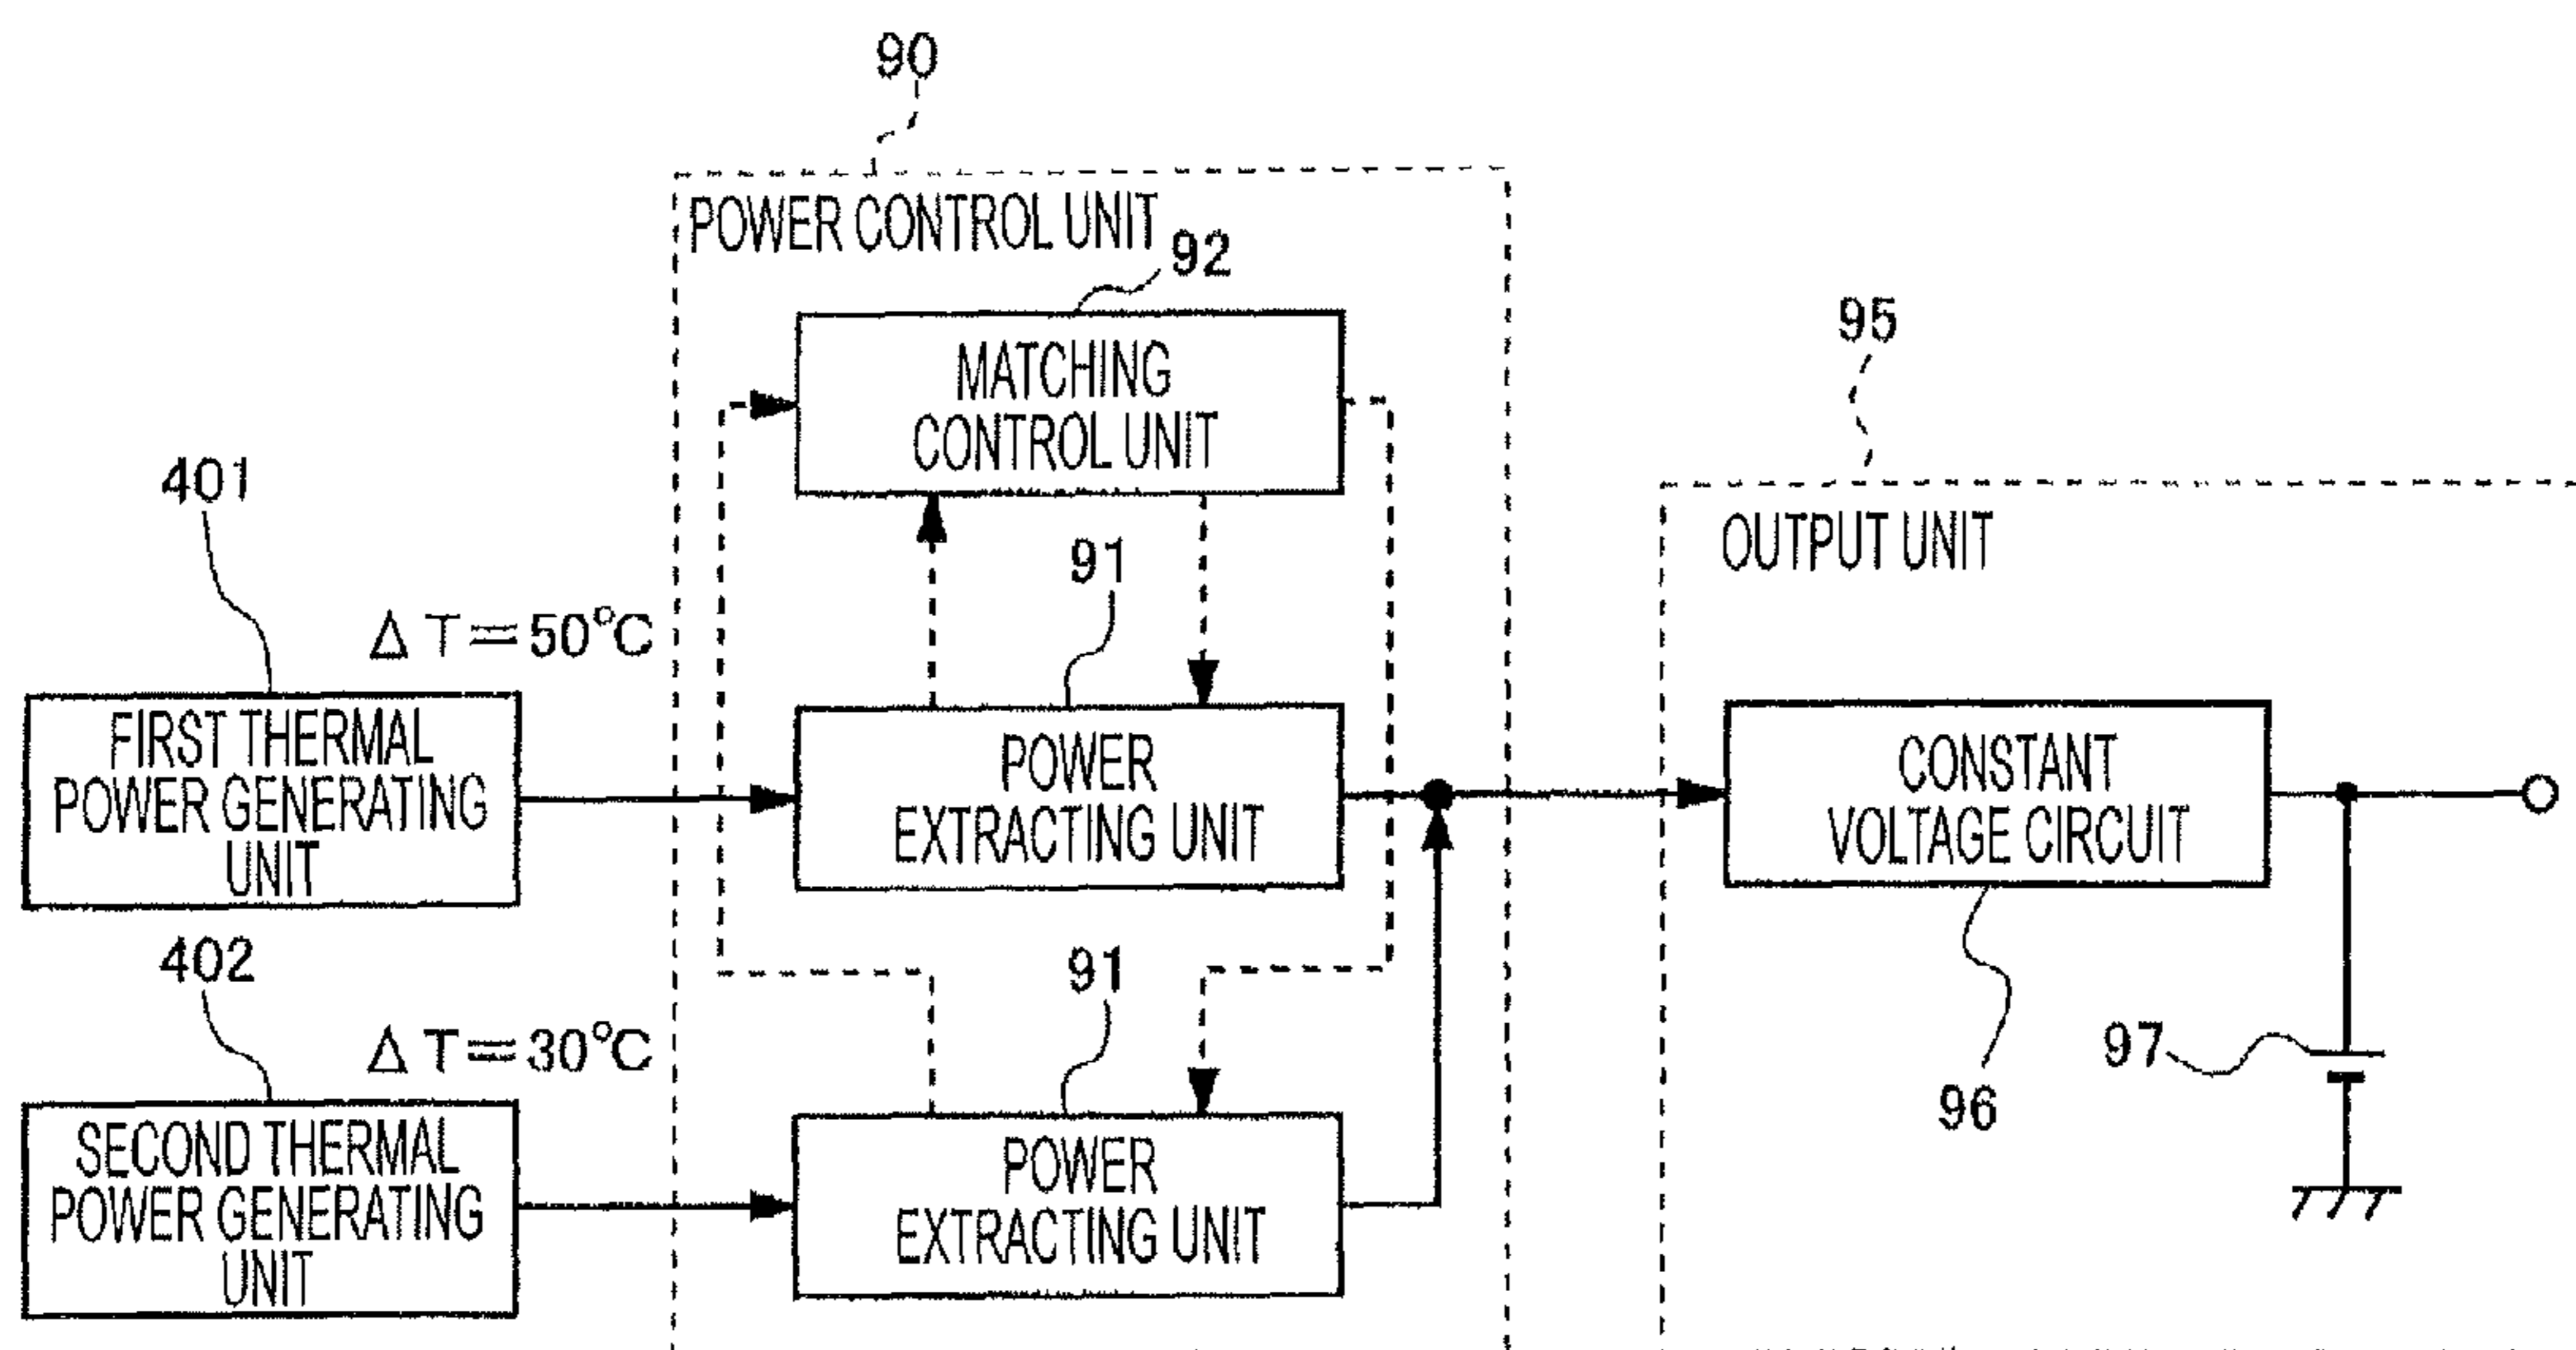 90
POWER CONTROL UNIT
92
MATCHING
CONTROL UNIT
95
OUTPUT UNIT
401
ΔT=50°C
91
FIRST THERMAL
POWER GENERATING
UNIT
POWER
EXTRACTING UNIT
CONSTANT
VOLTAGE CIRCUIT
402
ΔT=30°C
91
97
96
SECOND THERMAL
POWER GENERATING
UNIT
POWER
EXTRACTING UNIT